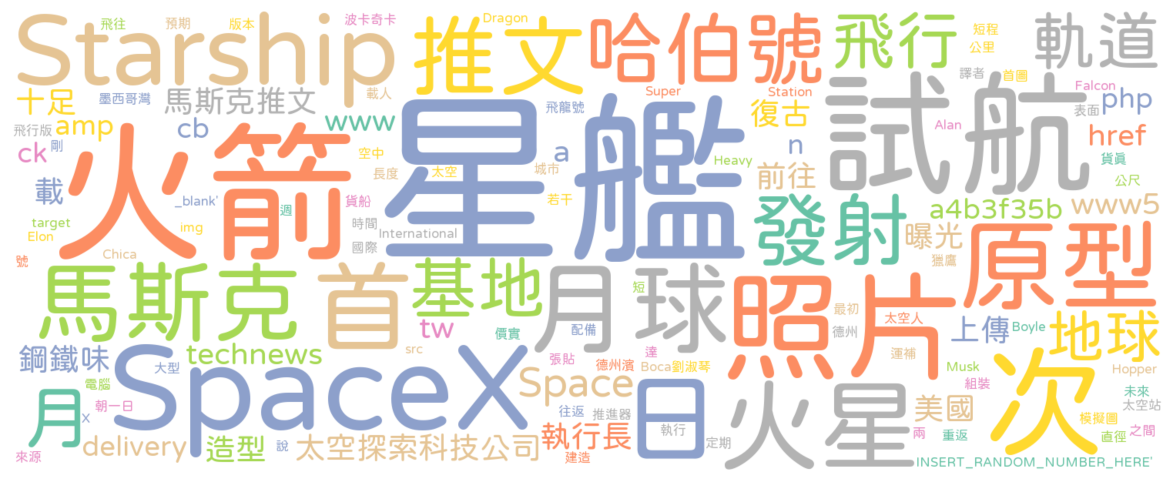 Starship
飛往
預期
版本
波卡奇卡
Dragon
推文
哈伯號
飛行
短程
公里
軌道
十足
墨西哥灣
馬斯克推文
載人
Super
Station
譯者
首圈
Falcon
表面
php
飛行版
amp
剛
cb
www
飛龍號
復古
Alan
href
ck
火箭
星艦
試航
空中
長度
太空
a
城市
Heavy
n
前往
貨真
公尺
載
_blank'
週
貨船
若干
a4b3f35b
www5
target
Elon
img
時間
國際
International
發射
曝光
獵鷹
原型
號
Chica
馬斯克
首
基地
月球
短
照片
最初
德州
太空人
上傳
Boyle
地球
tw
價實
配備
鋼鐵味
technews
src
張貼
德州濱
達
Boca
劉淑琴
運補
Musk
組裝
Hopper
次
電腦
大型
SpaceX
Space
日
火星
美國
未來
太空站
月
朝一日
x
往返
推進器
執行
模擬圖
delivery
造型
說
太空探索科技公司
執行長
定期
兩
重返
直徑
之間
來源
建造
INSERT_RANDOM_NUMBER_HERE'